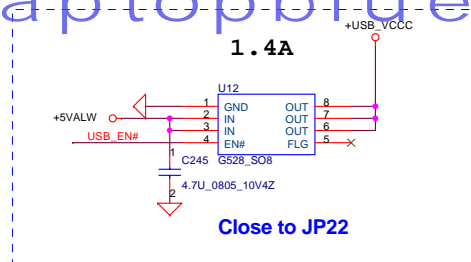 aptopblue
+USB_VCCC
1.4A
U12
1 GND OUT 8
+5VALW 2 IN OUT 7
3 IN OUT 6
USB_EN# 4 EN# FLG 5
1 C245 G528_SO8
4.7U_0805_10V4Z
2
Close to JP22